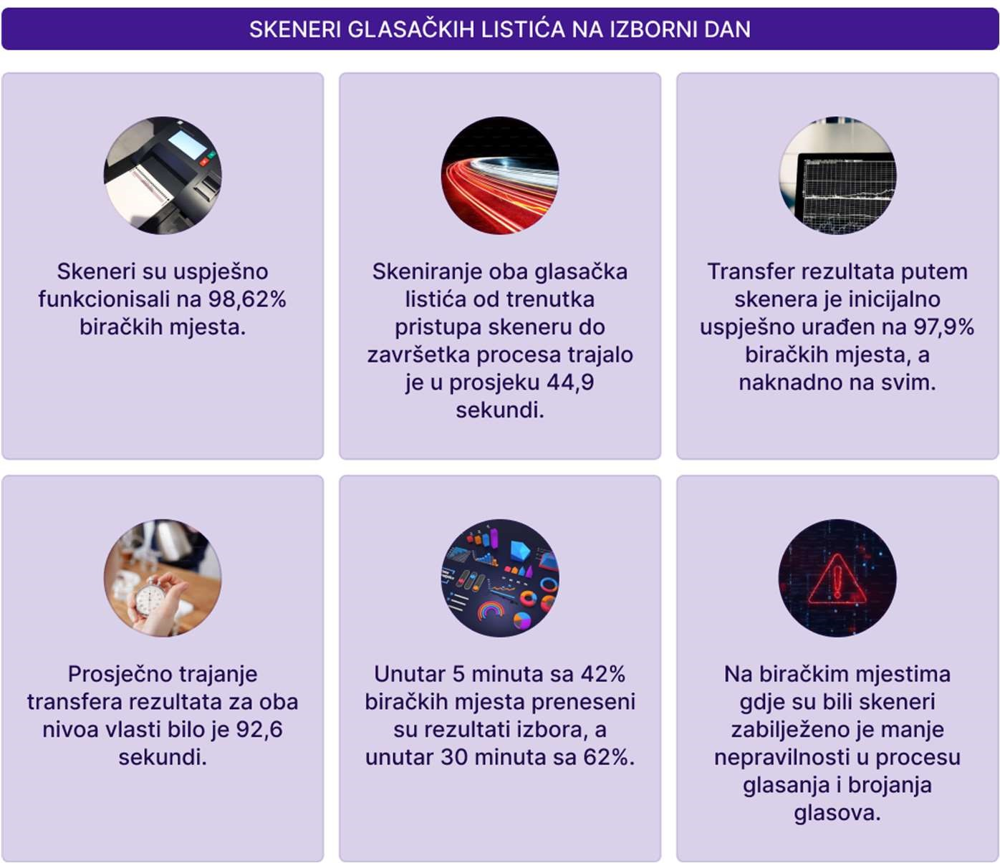 SKENERI GLASAČKIH LISTIĆA NA IZBORNI DAN
Skeneri su uspješno
funkcionisali na 98,62%
biračkih mjesta.
Skeniranje oba glasačka
listića od trenutka
pristupa skeneru do
završetka procesa trajalo
je u prosjeku 44,9
sekundi.
Transfer rezultata putem
skenera je inicijalno
uspješno urađen na 97,9%
biračkih mjesta, a
naknadno na svim.
Prosječno trajanje
transfera rezultata za oba
nivoa vlasti bilo je 92,6
sekundi.
Unutar 5 minuta sa 42%
biračkih mjesta preneseni
su rezultati izbora, a
unutar 30 minuta sa 62%.
Na biračkim mjestima
gdje su bili skeneri
zabilježeno je manje
nepravilnosti u procesu
glasanja i brojanja
glasova.